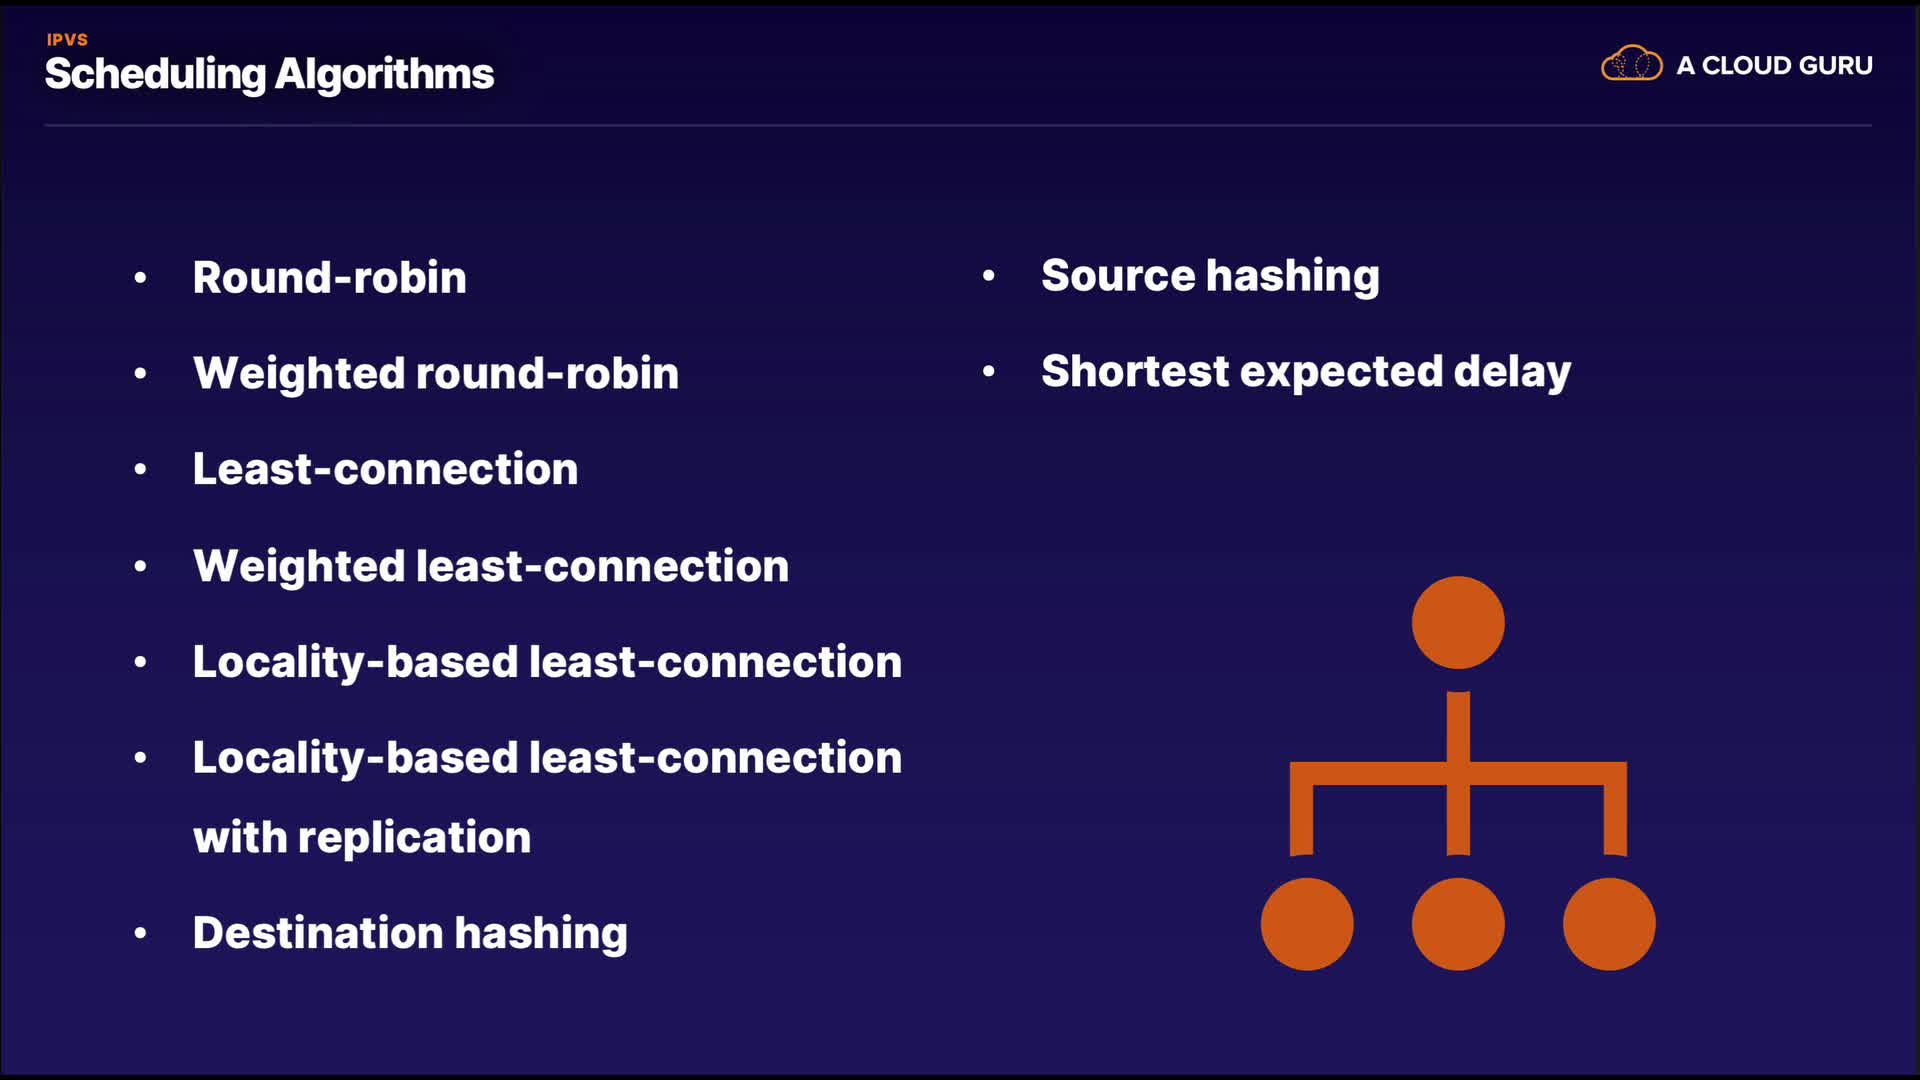 IPVS
Scheduling Algorithms
A CLOUD GURU
• Round-robin
• Weighted round-robin
• Least-connection
• Weighted least-connection
• Locality-based least-connection
• Locality-based least-connection
with replication
• Destination hashing
• Source hashing
• Shortest expected delay